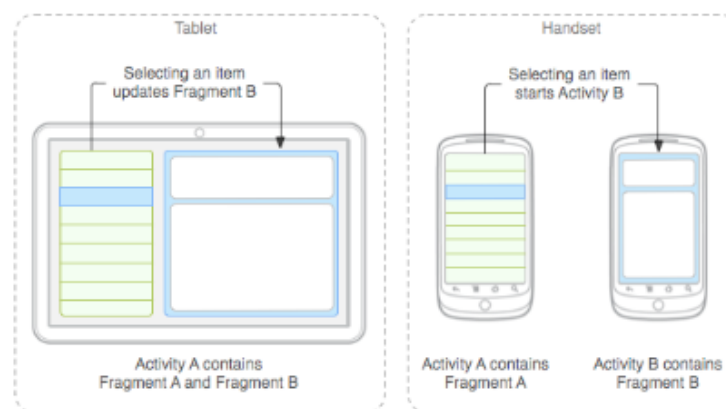 Tablet
Selecting an item
updates Fragment B
Activity A contains
Fragment A and Fragment B
Handset
Selecting an item
starts Activity B
Activity A contains
Fragment A
Activity B contains
Fragment B